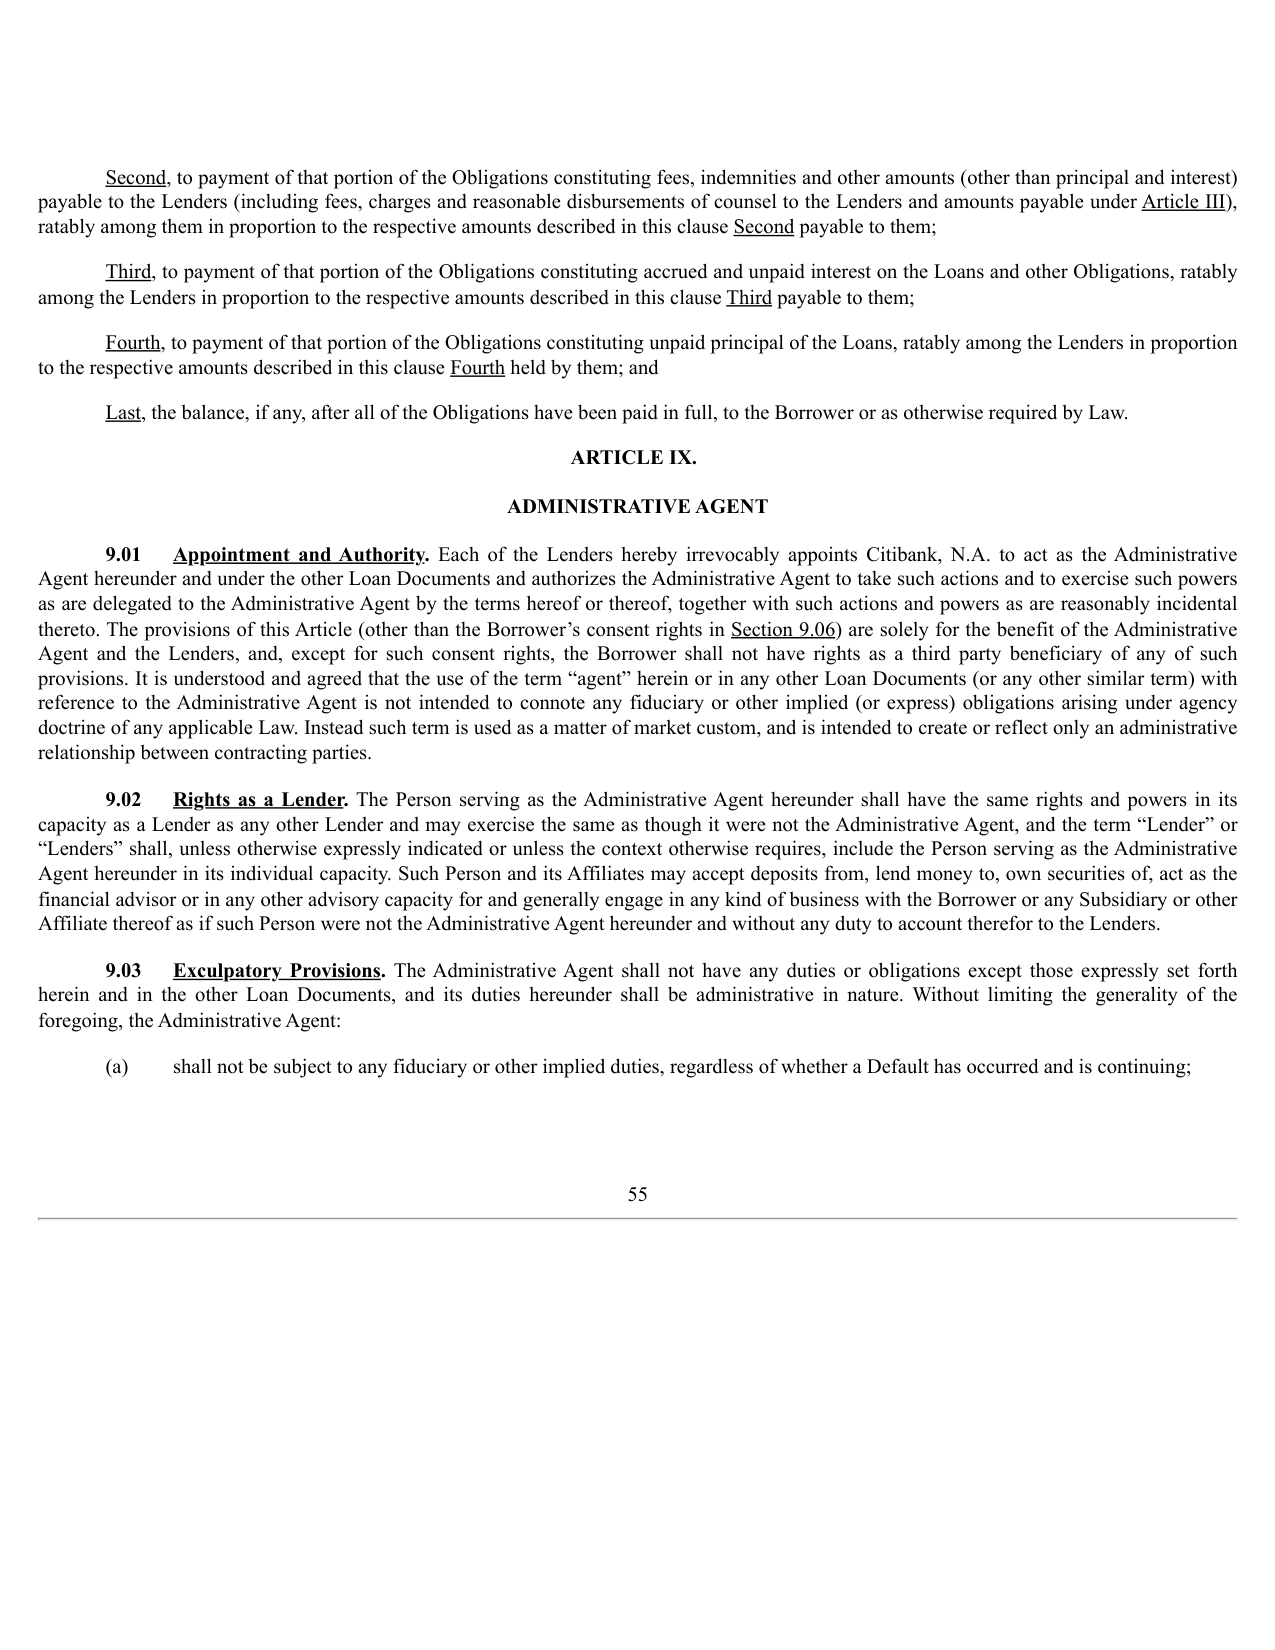 Second, to payment of that portion of the Obligations constituting fees, indemnities and other amounts (other than principal and interest)
payable to the Lenders (including fees, charges and reasonable disbursements of counsel to the Lenders and amounts payable under Article III),
ratably among them in proportion to the respective amounts described in this clause Second payable to them;
Third, to payment of that portion of the Obligations constituting accrued and unpaid interest on the Loans and other Obligations, ratably
among the Lenders in proportion to the respective amounts described in this clause Third payable to them;
Fourth, to payment of that portion of the Obligations constituting unpaid principal of the Loans, ratably among the Lenders in proportion
to the respective amounts described in this clause Fourth held by them; and
Last, the balance, if any, after all of the Obligations have been paid in full, to the Borrower or as otherwise required by Law.
ARTICLE IX.
ADMINISTRATIVE AGENT
9.01 Appointment and Authority. Each of the Lenders hereby irrevocably appoints Citibank, N.A. to act as the Administrative
Agent hereunder and under the other Loan Documents and authorizes the Administrative Agent to take such actions and to exercise such powers
as are delegated to the Administrative Agent by the terms hereof or thereof, together with such actions and powers as are reasonably incidental
thereto. The provisions of this Article (other than the Borrower’s consent rights in Section 9.06) are solely for the benefit of the Administrative
Agent and the Lenders, and, except for such consent rights, the Borrower shall not have rights as a third party beneficiary of any of such
provisions. It is understood and agreed that the use of the term “agent” herein or in any other Loan Documents (or any other similar term) with
reference to the Administrative Agent is not intended to connote any fiduciary or other implied (or express) obligations arising under agency
doctrine of any applicable Law. Instead such term is used as a matter of market custom, and is intended to create or reflect only an administrative
relationship between contracting parties.
9.02 Rights as a Lender. The Person serving as the Administrative Agent hereunder shall have the same rights and powers in its
capacity as a Lender as any other Lender and may exercise the same as though it were not the Administrative Agent, and the term “Lender” or
“Lenders” shall, unless otherwise expressly indicated or unless the context otherwise requires, include the Person serving as the Administrative
Agent hereunder in its individual capacity. Such Person and its Affiliates may accept deposits from, lend money to, own securities of, act as the
financial advisor or in any other advisory capacity for and generally engage in any kind of business with the Borrower or any Subsidiary or other
Affiliate thereof as if such Person were not the Administrative Agent hereunder and without any duty to account therefor to the Lenders.
9.03 Exculpatory Provisions. The Administrative Agent shall not have any duties or obligations except those expressly set forth
herein and in the other Loan Documents, and its duties hereunder shall be administrative in nature. Without limiting the generality of the
foregoing, the Administrative Agent:
(a) shall not be subject to any fiduciary or other implied duties, regardless of whether a Default has occurred and is continuing;
55